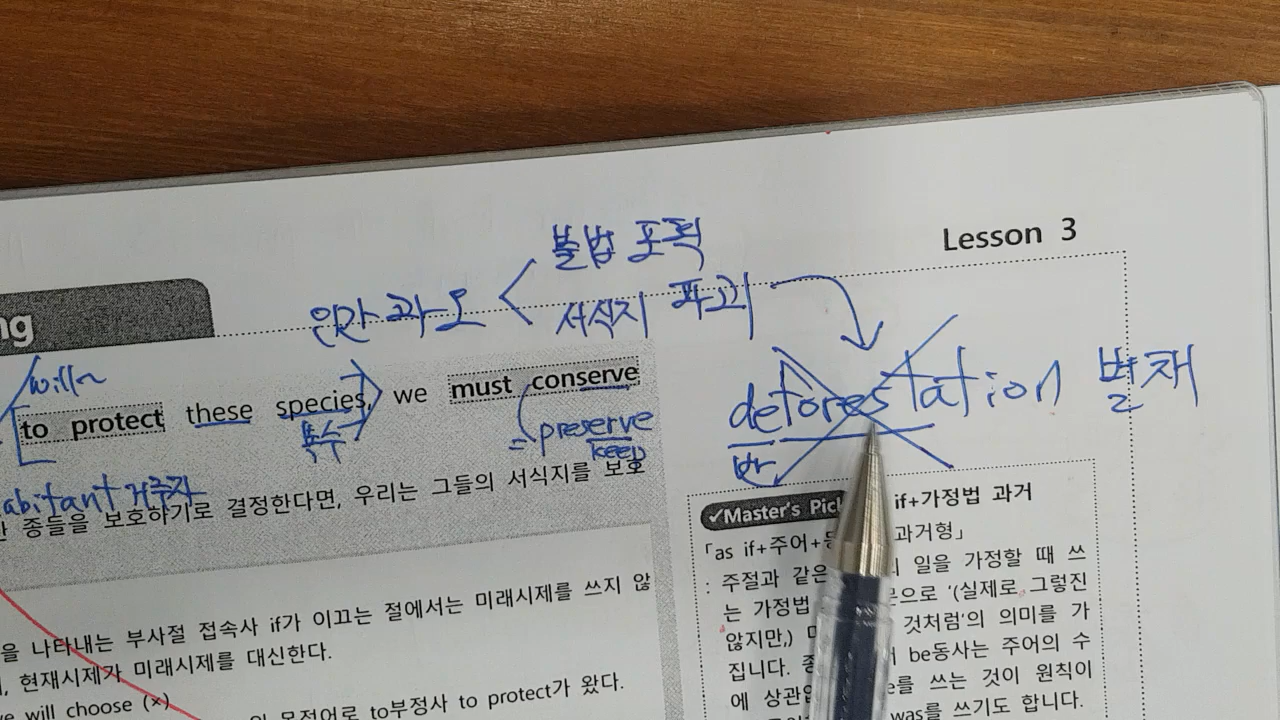 Lesson 3
불법 포획
인간 과오 < 서식지 파괴
ng
will~
to protect these species, we must conserve
복수
= preserve
keep
deforestation 벌채
반
abitant 거주자
종들을 보호하기로 결정한다면, 우리는 그들의 서식지를 보호
✓Master's Pic if+가정법 과거
「as if+주어+ 과거형」
: 주절과 같은 일을 가정할 때 쓰
는 가정법 으로 '(실제로 그렇진
않지만,) 것처럼'의 의미를 가
집니다. be동사는 주어의 수
에 상관 를 쓰는 것이 원칙이
was를 쓰기도 합니다.
을 나타내는 부사절 접속사 if가 이끄는 절에서는 미래시제를 쓰지 않
, 현재시제가 미래시제를 대신한다.
we will choose (×)
의 목적어로 to부정사 to protect가 왔다.